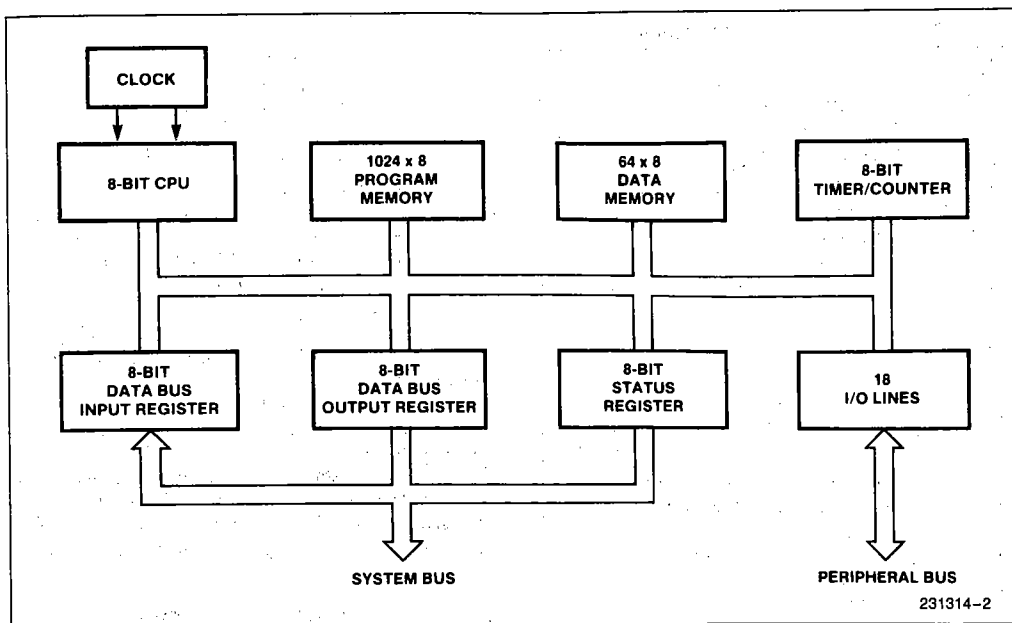 CLOCK
8-BIT CPU
1024 x 8
PROGRAM
MEMORY
64 x 8
DATA
MEMORY
8-BIT
TIMER/COUNTER
8-BIT
DATA BUS
INPUT REGISTER
8-BIT
DATA BUS
OUTPUT REGISTER
8-BIT
STATUS
REGISTER
18
I/O LINES
SYSTEM BUS
PERIPHERAL BUS
231314-2